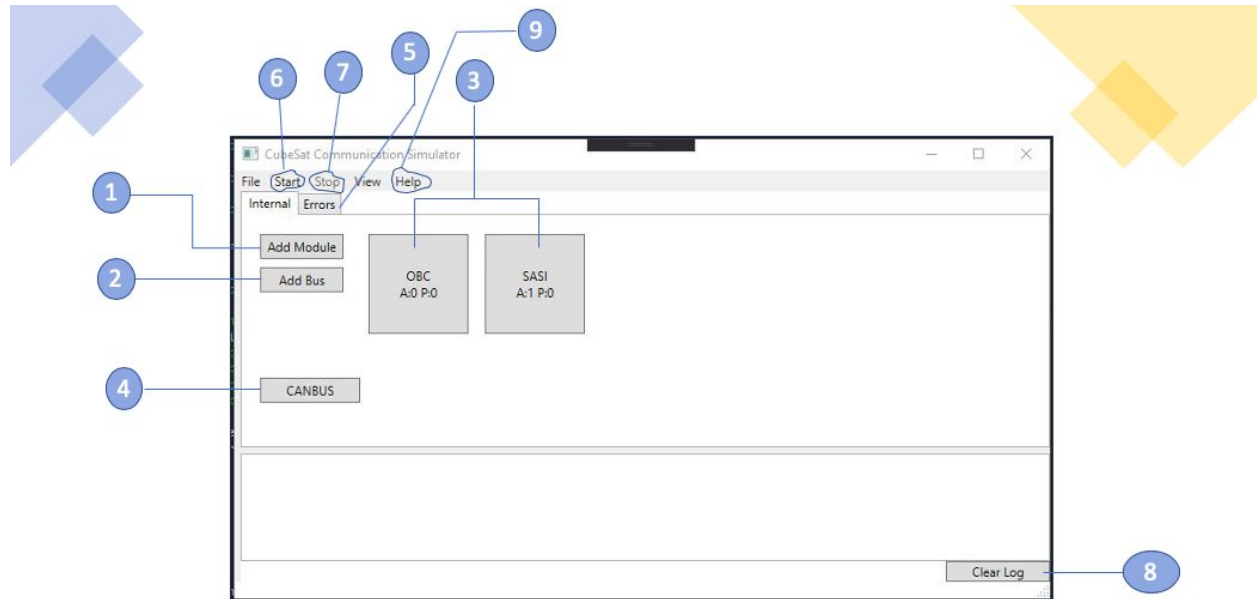 9
5
7
6
3
CubeSat Communication Simulator
File Start Stop View Help
1
Internal Errors
Add Module
2
Add Bus
OBC
A:0 P:0
SASI
A:1 P:0
4
CANBUS
Clear Log
8